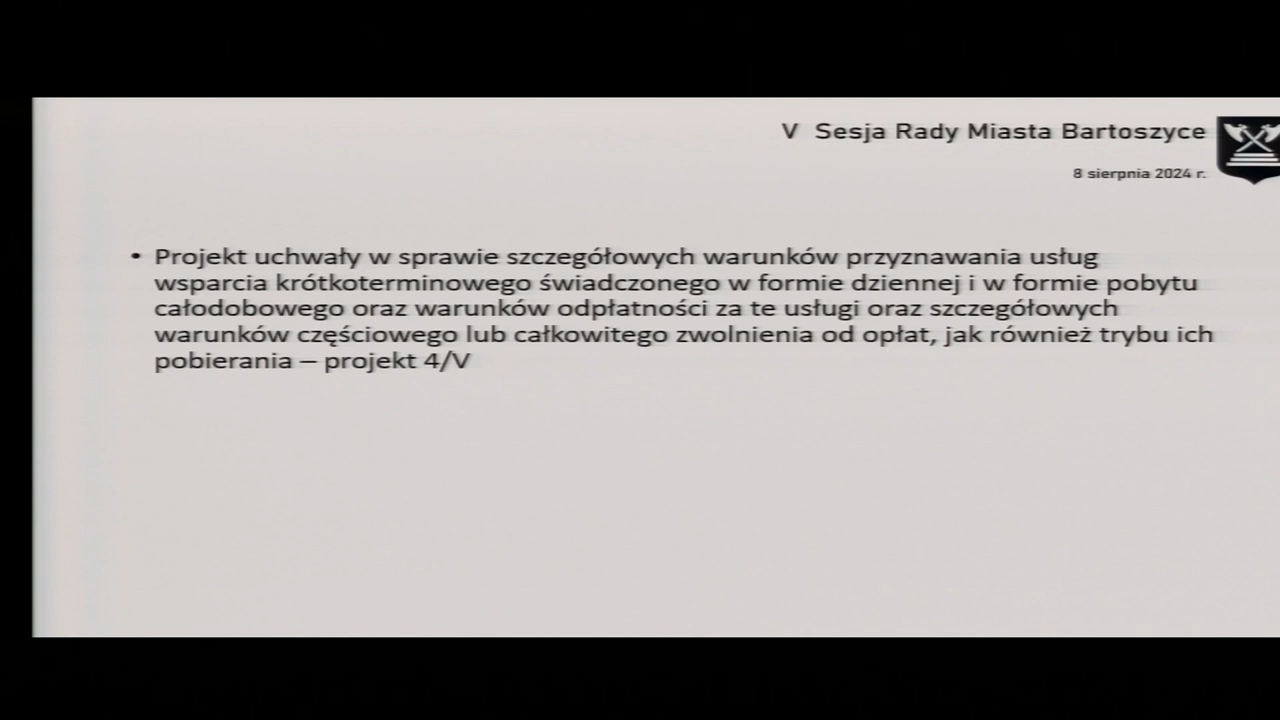 V Sesja Rady Miasta Bartoszyce
8 sierpnia 2024 r.
• Projekt uchwały w sprawie szczegółowych warunków przyznawania usług
wsparcia krótkoterminowego świadczonego w formie dziennej i w formie pobytu
całodobowego oraz warunków odpłatności za te usługi oraz szczegółowych
warunków częściowego lub całkowitego zwolnienia od opłat, jak również trybu ich
pobierania – projekt 4/V